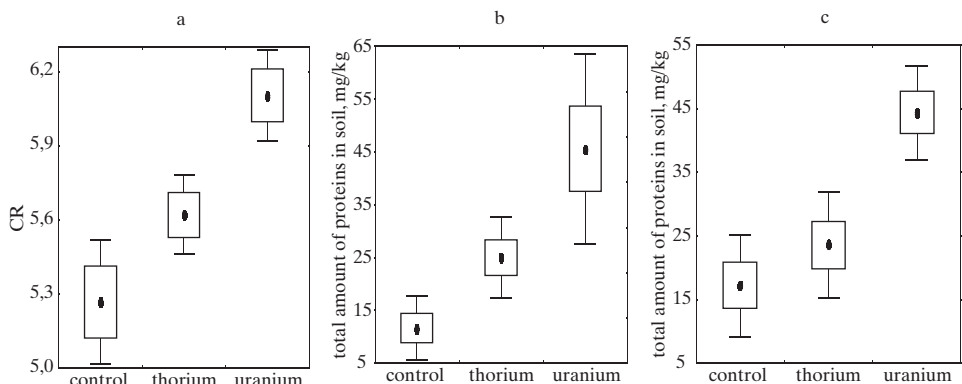 a
CR
6,2
5,9
5,6
5,3
5,0
control thorium uranium
b
total amount of proteins in soil, mg/kg
65
55
45
35
25
15
5
control thorium uranium
c
total amount of proteins in soil, mg/kg
55
45
35
25
15
5
control thorium uranium